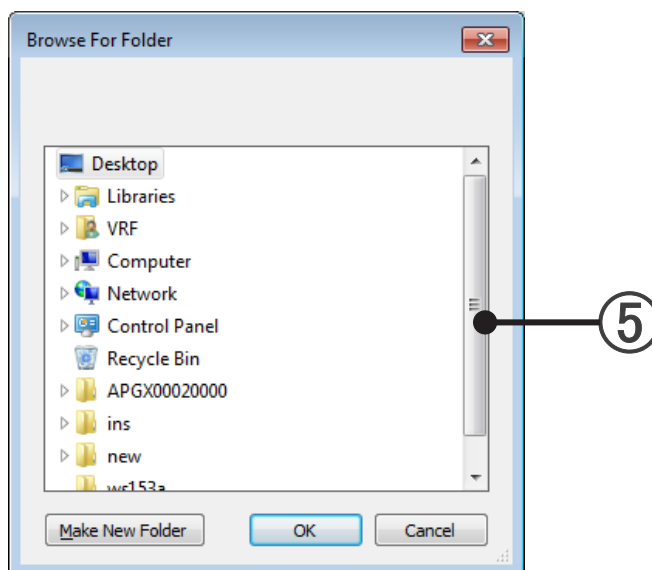 Browse For Folder
Desktop
Libraries
VRF
Computer
Network
⑤
Control Panel
Recycle Bin
APGX00020000
ins
new
ws153a
Make New Folder
OK
Cancel